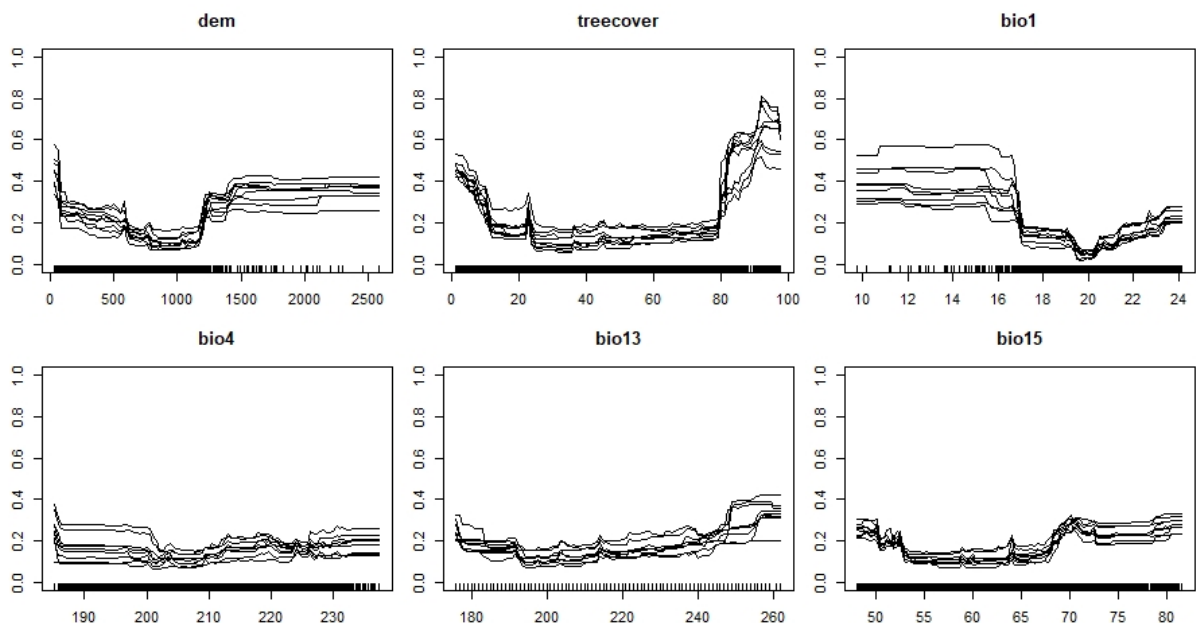 dem treecover bio1
0.0 0.2 0.4 0.6 0.8 1.0 0.0 0.2 0.4 0.6 0.8 1.0 0.0 0.2 0.4 0.6 0.8 1.0
0 500 1000 1500 2000 2500 0 20 40 60 80 100 10 12 14 16 18 20 22 24
bio4 bio13 bio15
0.0 0.2 0.4 0.6 0.8 1.0 0.0 0.2 0.4 0.6 0.8 1.0 0.0 0.2 0.4 0.6 0.8 1.0
190 200 210 220 230 180 200 220 240 260 50 55 60 65 70 75 80